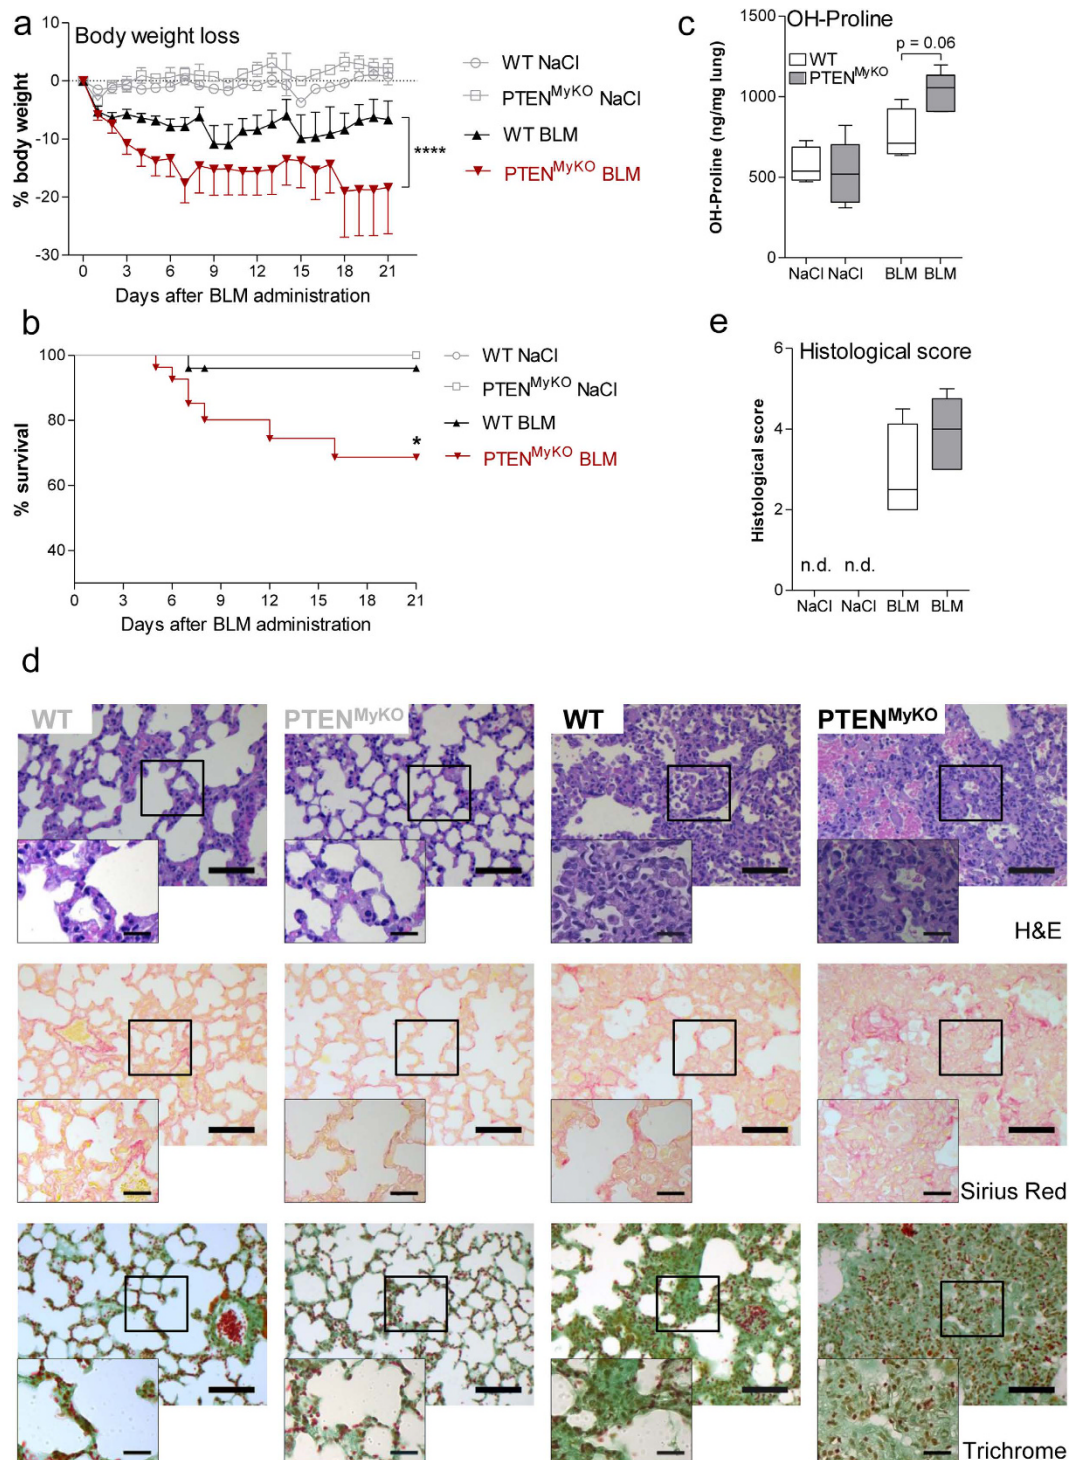 a
Body weight loss
10
0
-10
-20
-30
% body weight
0 3 6 9 12 15 18 21
Days after BLM administration
WT NaCl
PTEN^MyKO NaCl
WT BLM
PTEN^MyKO BLM
****
b
100
80
60
40
% survival
0 3 6 9 12 15 18 21
Days after BLM administration
WT NaCl
PTEN^MyKO NaCl
WT BLM
PTEN^MyKO BLM
*
c
OH-Proline
WT
PTEN^MyKO
p = 0.06
1500
1000
500
0
OH-Proline (ng/mg lung)
NaCl NaCl BLM BLM
e
Histological score
6
4
2
0
Histological score
n.d. n.d.
NaCl NaCl BLM BLM
d
WT PTEN^MyKO WT PTEN^MyKO
H&E
Sirius Red
Trichrome